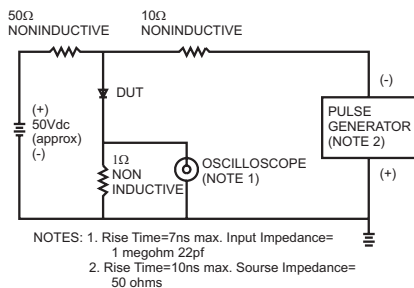 50Ω
NONINDUCTIVE
10Ω
NONINDUCTIVE
(+)
50Vdc
(approx)
(-)
DUT
1Ω
NON
INDUCTIVE
OSCILLOSCOPE
(NOTE 1)
(-)
PULSE
GENERATOR
(NOTE 2)
(+)
NOTES: 1. Rise Time=7ns max. Input Impedance=
1 megohm 22pf
2. Rise Time=10ns max. Sourse Impedance=
50 ohms